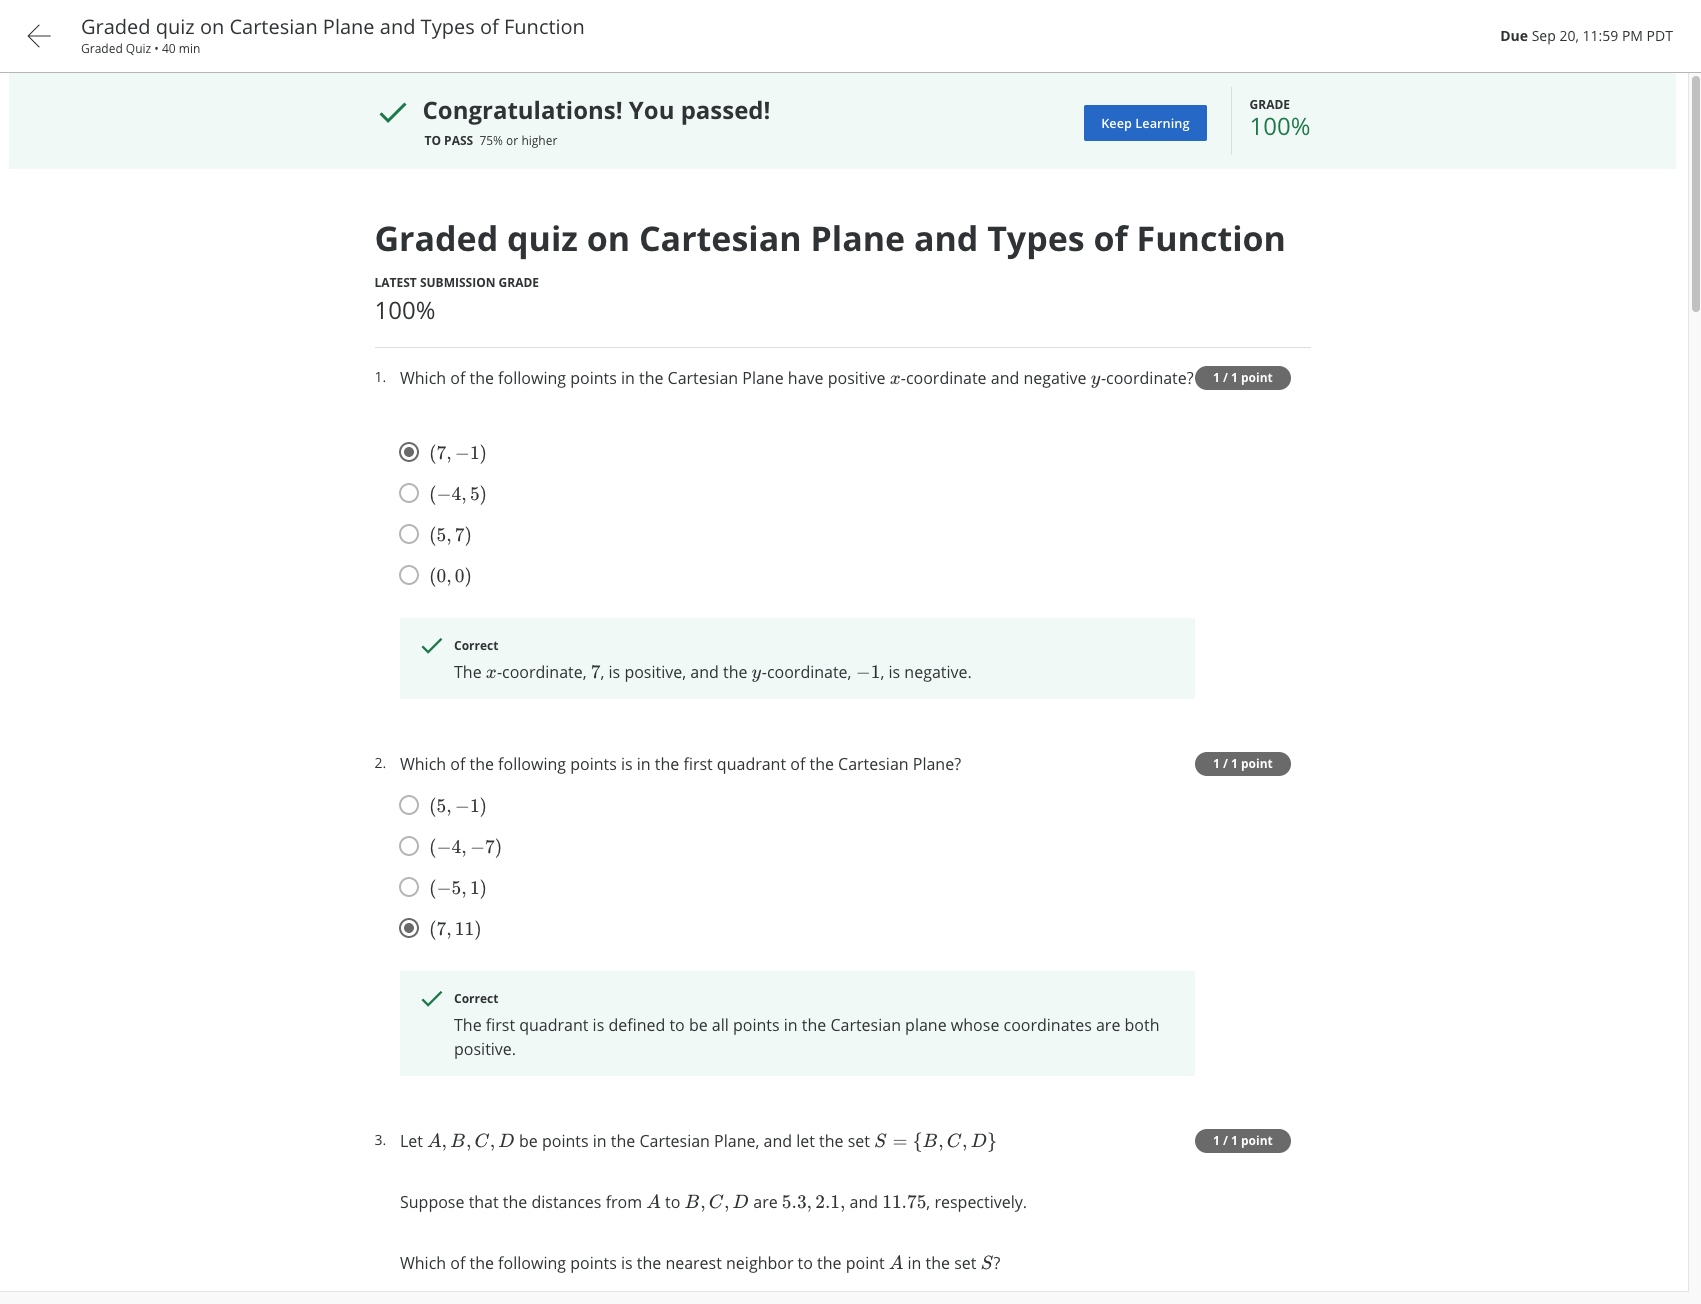 Graded quiz on Cartesian Plane and Types of Function
Graded Quiz • 40 min
Due Sep 20, 11:59 PM PDT
Congratulations! You passed!
TO PASS 75% or higher
Keep Learning
GRADE
100%
Graded quiz on Cartesian Plane and Types of Function
LATEST SUBMISSION GRADE
100%
1. Which of the following points in the Cartesian Plane have positive x-coordinate and negative y-coordinate? 1 / 1 point
(7, −1)
(−4, 5)
(5, 7)
(0, 0)
Correct
The x-coordinate, 7, is positive, and the y-coordinate, −1, is negative.
2. Which of the following points is in the first quadrant of the Cartesian Plane? 1 / 1 point
(5, −1)
(−4, −7)
(−5, 1)
(7, 11)
Correct
The first quadrant is defined to be all points in the Cartesian plane whose coordinates are both
positive.
3. Let A, B, C, D be points in the Cartesian Plane, and let the set S = {B, C, D} 1 / 1 point
Suppose that the distances from A to B, C, D are 5.3, 2.1, and 11.75, respectively.
Which of the following points is the nearest neighbor to the point A in the set S?